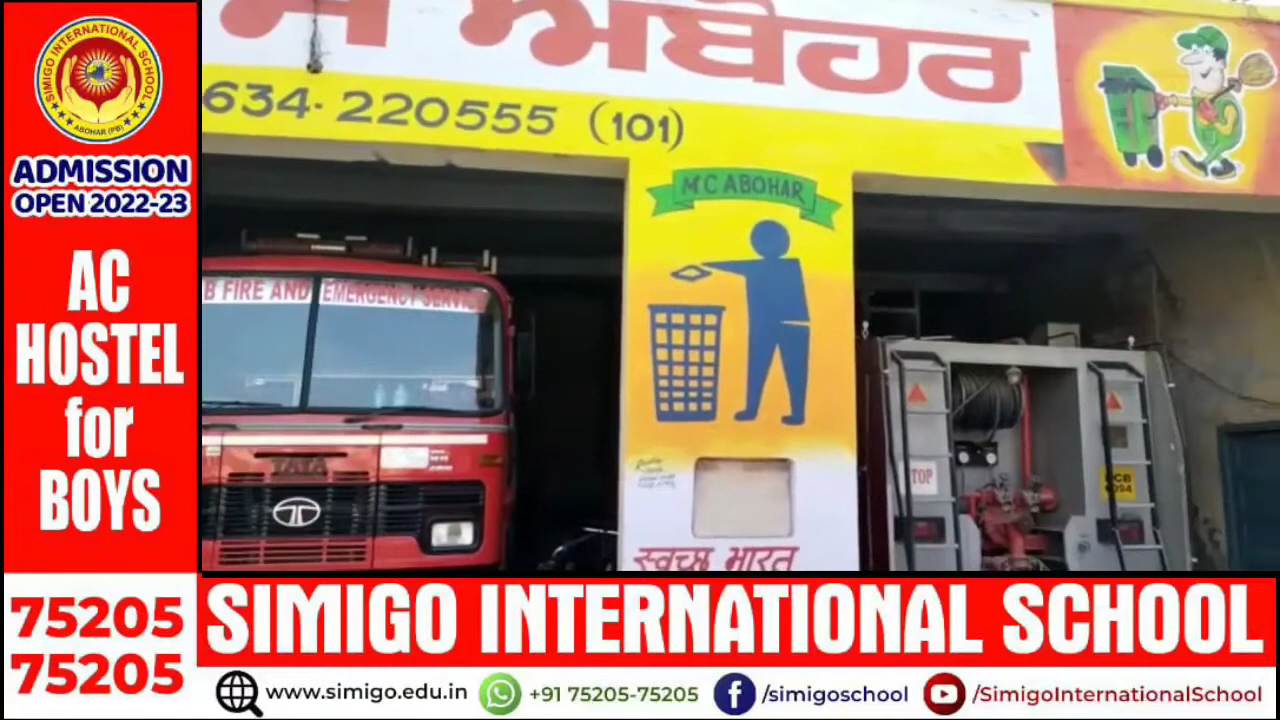 SIMIGO INTERNATIONAL SCHOOL
ABOHAR (PB)
ADMISSION
OPEN 2022-23
AC
HOSTEL
for
BOYS
75205
75205
ਅਬੋਹਰ
634-220555 (101)
M C ABOHAR
B FIRE AND EMERGENCY SERVICE
TATA
STOP
स्वच्छ भारत
SIMIGO INTERNATIONAL SCHOOL
www.simigo.edu.in
+91 75205-75205
/simigoschool
/SimigoInternationalSchool